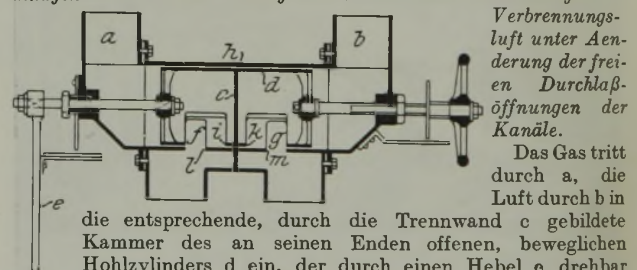 Verbrennungs-
luft unter Aen-
derung der frei-
en Durchlaß-
öffnungen der
Kanäle.
Das Gas tritt
durch a, die
Luft durch b in
die entsprechende, durch die Trennwand c gebildete
Kammer des an seinen Enden offenen, beweglichen
Hohlzylinders d ein, der durch einen Hebel e drehbar
a
b
h,
c
d
f
i
k
g
l
m
e